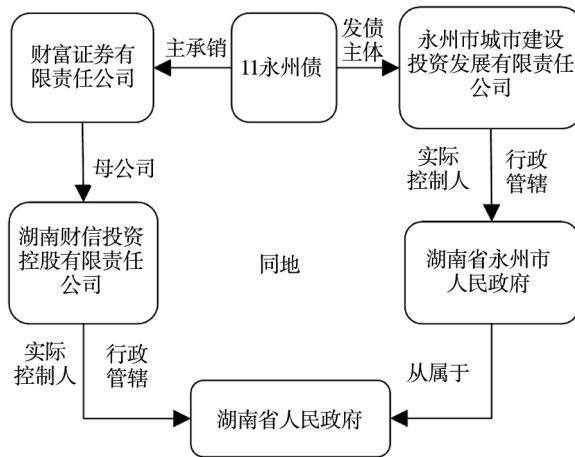 财富证券有
限责任公司
主承销
11永州债
发债
主体
永州市城市建设
投资发展有限责任
公司
母公司
实际
控制人
行政
管辖
湖南财信投资
控股有限责任
公司
同地
湖南省永州市
人民政府
实际
控制人
行政
管辖
从属于
湖南省人民政府